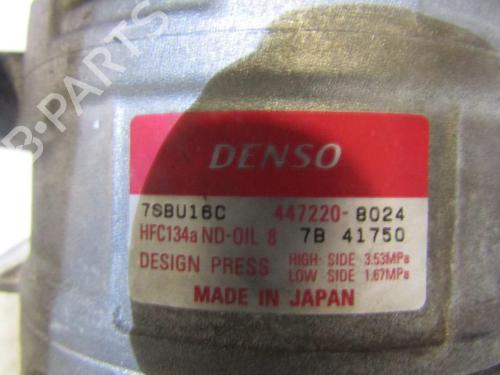 B-PARTS
DENSO
7SBU16C 447220-8024
HFC134a ND-OIL 8 7B 41750
DESIGN PRESS HIGH- SIDE 3.53MPa
LOW SIDE 1.67MPa
MADE IN JAPAN